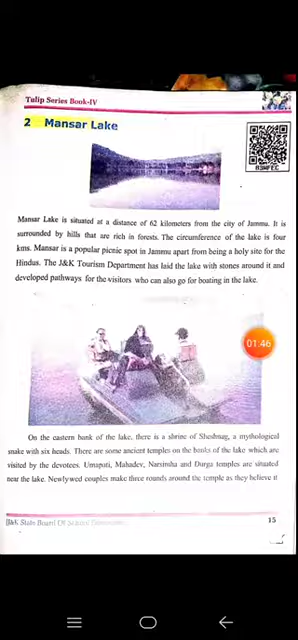 Tulip Series Book-IV
2 Mansar Lake
Mansar Lake is situated at a distance of 62 kilometers from the city of Jammu. It is
surrounded by hills that are rich in forests. The circumference of the lake is four
kms. Mansar is a popular picnic spot in Jammu apart from being a holy site for the
Hindus. The J&K Tourism Department has laid the lake with stones around it and
developed pathways for the visitors who can also go for boating in the lake.
01:46
On the eastern bank of the lake, there is a shrine of Sheshnag, a mythological
snake with six heads. There are some ancient temples on the banks of the lake which are
visited by the devotees. Umapati, Mahadev, Narsimha and Durga temples are situated
near the lake. Newlywed couples make three rounds around the temple as they believe it
J&K State Board Of School Education
15